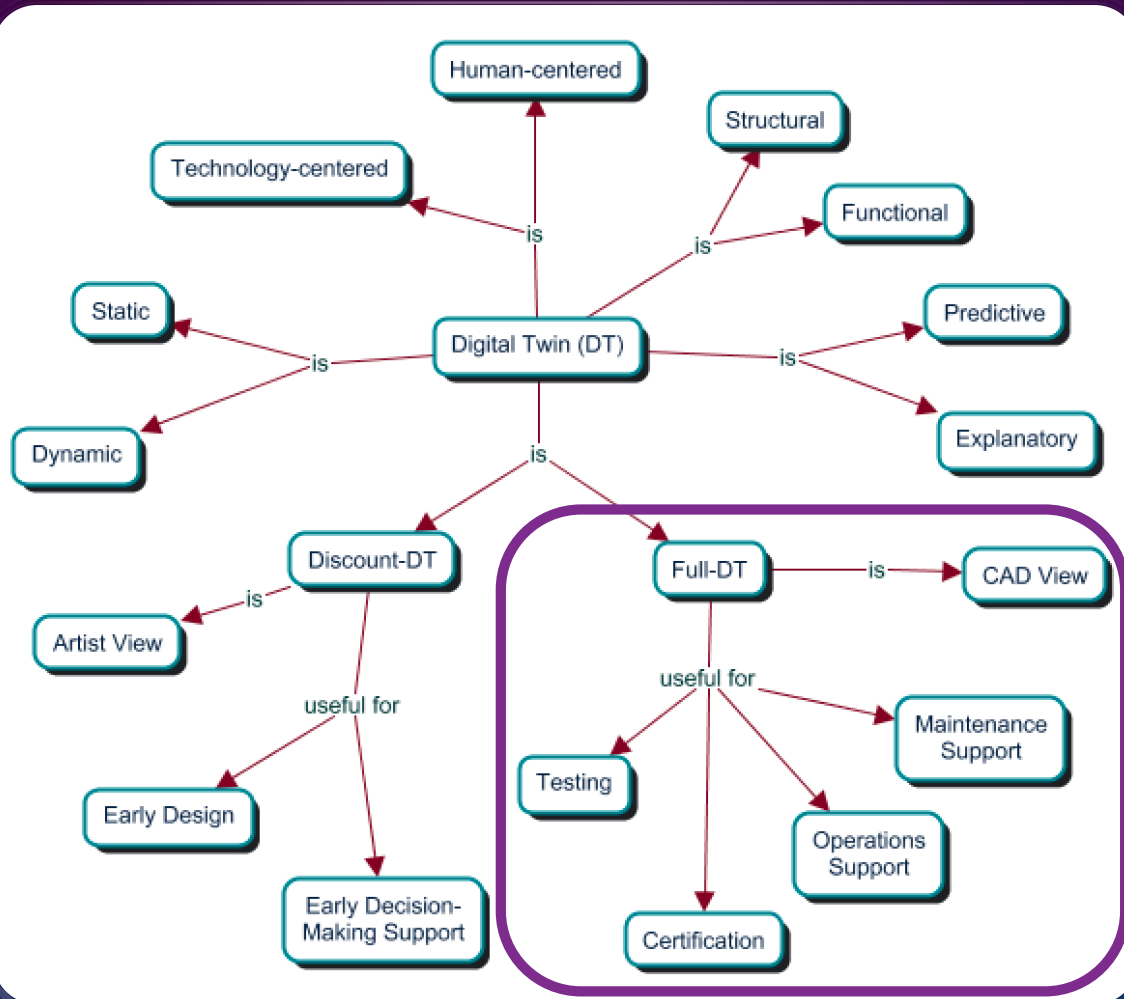 Human-centered
Structural
Technology-centered
Functional
is
is
Static
Predictive
Digital Twin (DT)
is
is
Dynamic
Explanatory
is
Discount-DT
Full-DT
is
CAD View
is
Artist View
useful for
useful for
Maintenance
Support
Testing
Early Design
Operations
Support
Early Decision-
Making Support
Certification